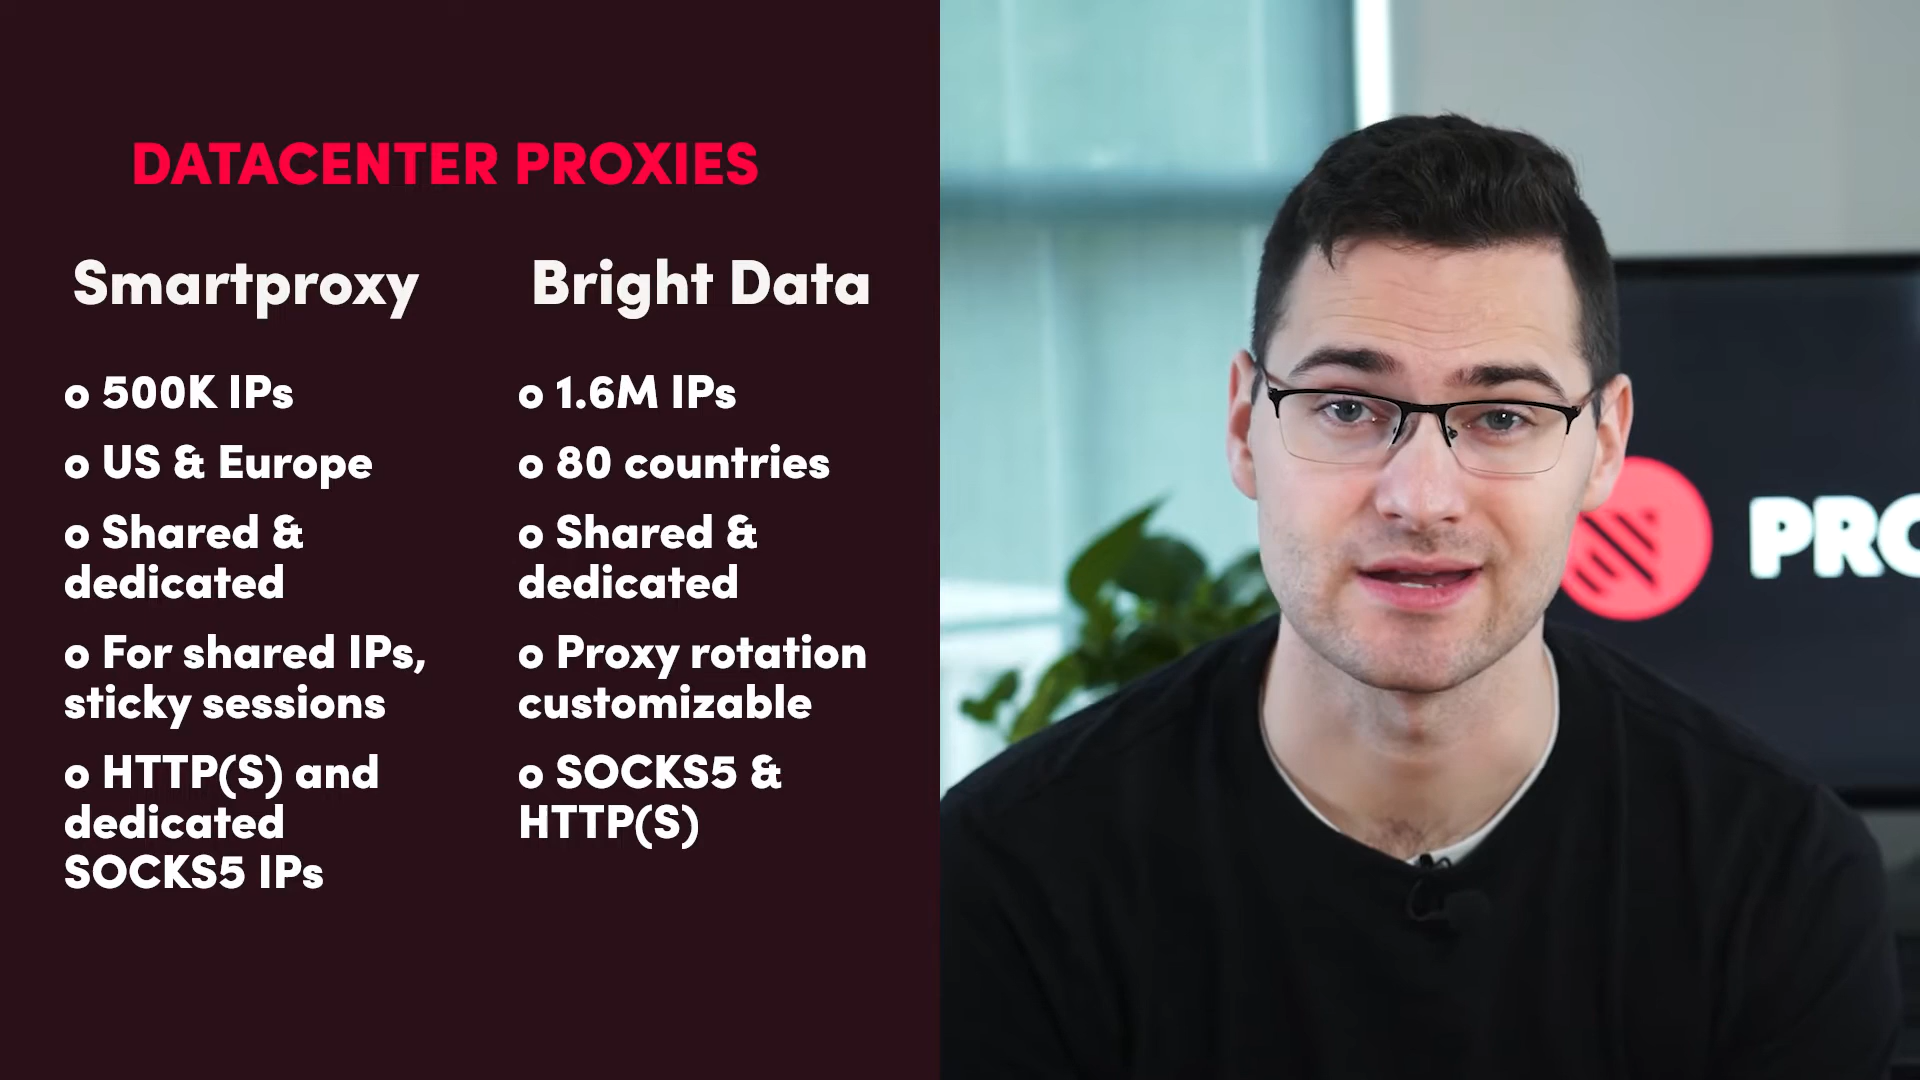 DATACENTER PROXIES
Smartproxy
o 500K IPs
o US & Europe
o Shared &
dedicated
o For shared IPs,
sticky sessions
o HTTP(S) and
dedicated
SOCKS5 IPs
Bright Data
o 1.6M IPs
o 80 countries
o Shared &
dedicated
o Proxy rotation
customizable
o SOCKS5 &
HTTP(S)
PRO